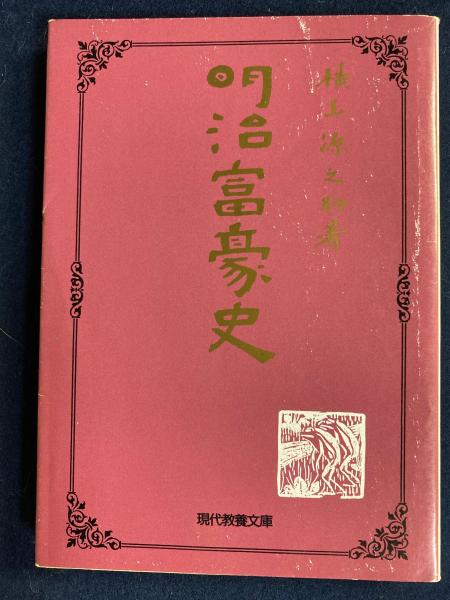 横山源之助著
明治富豪史
現代教養文庫